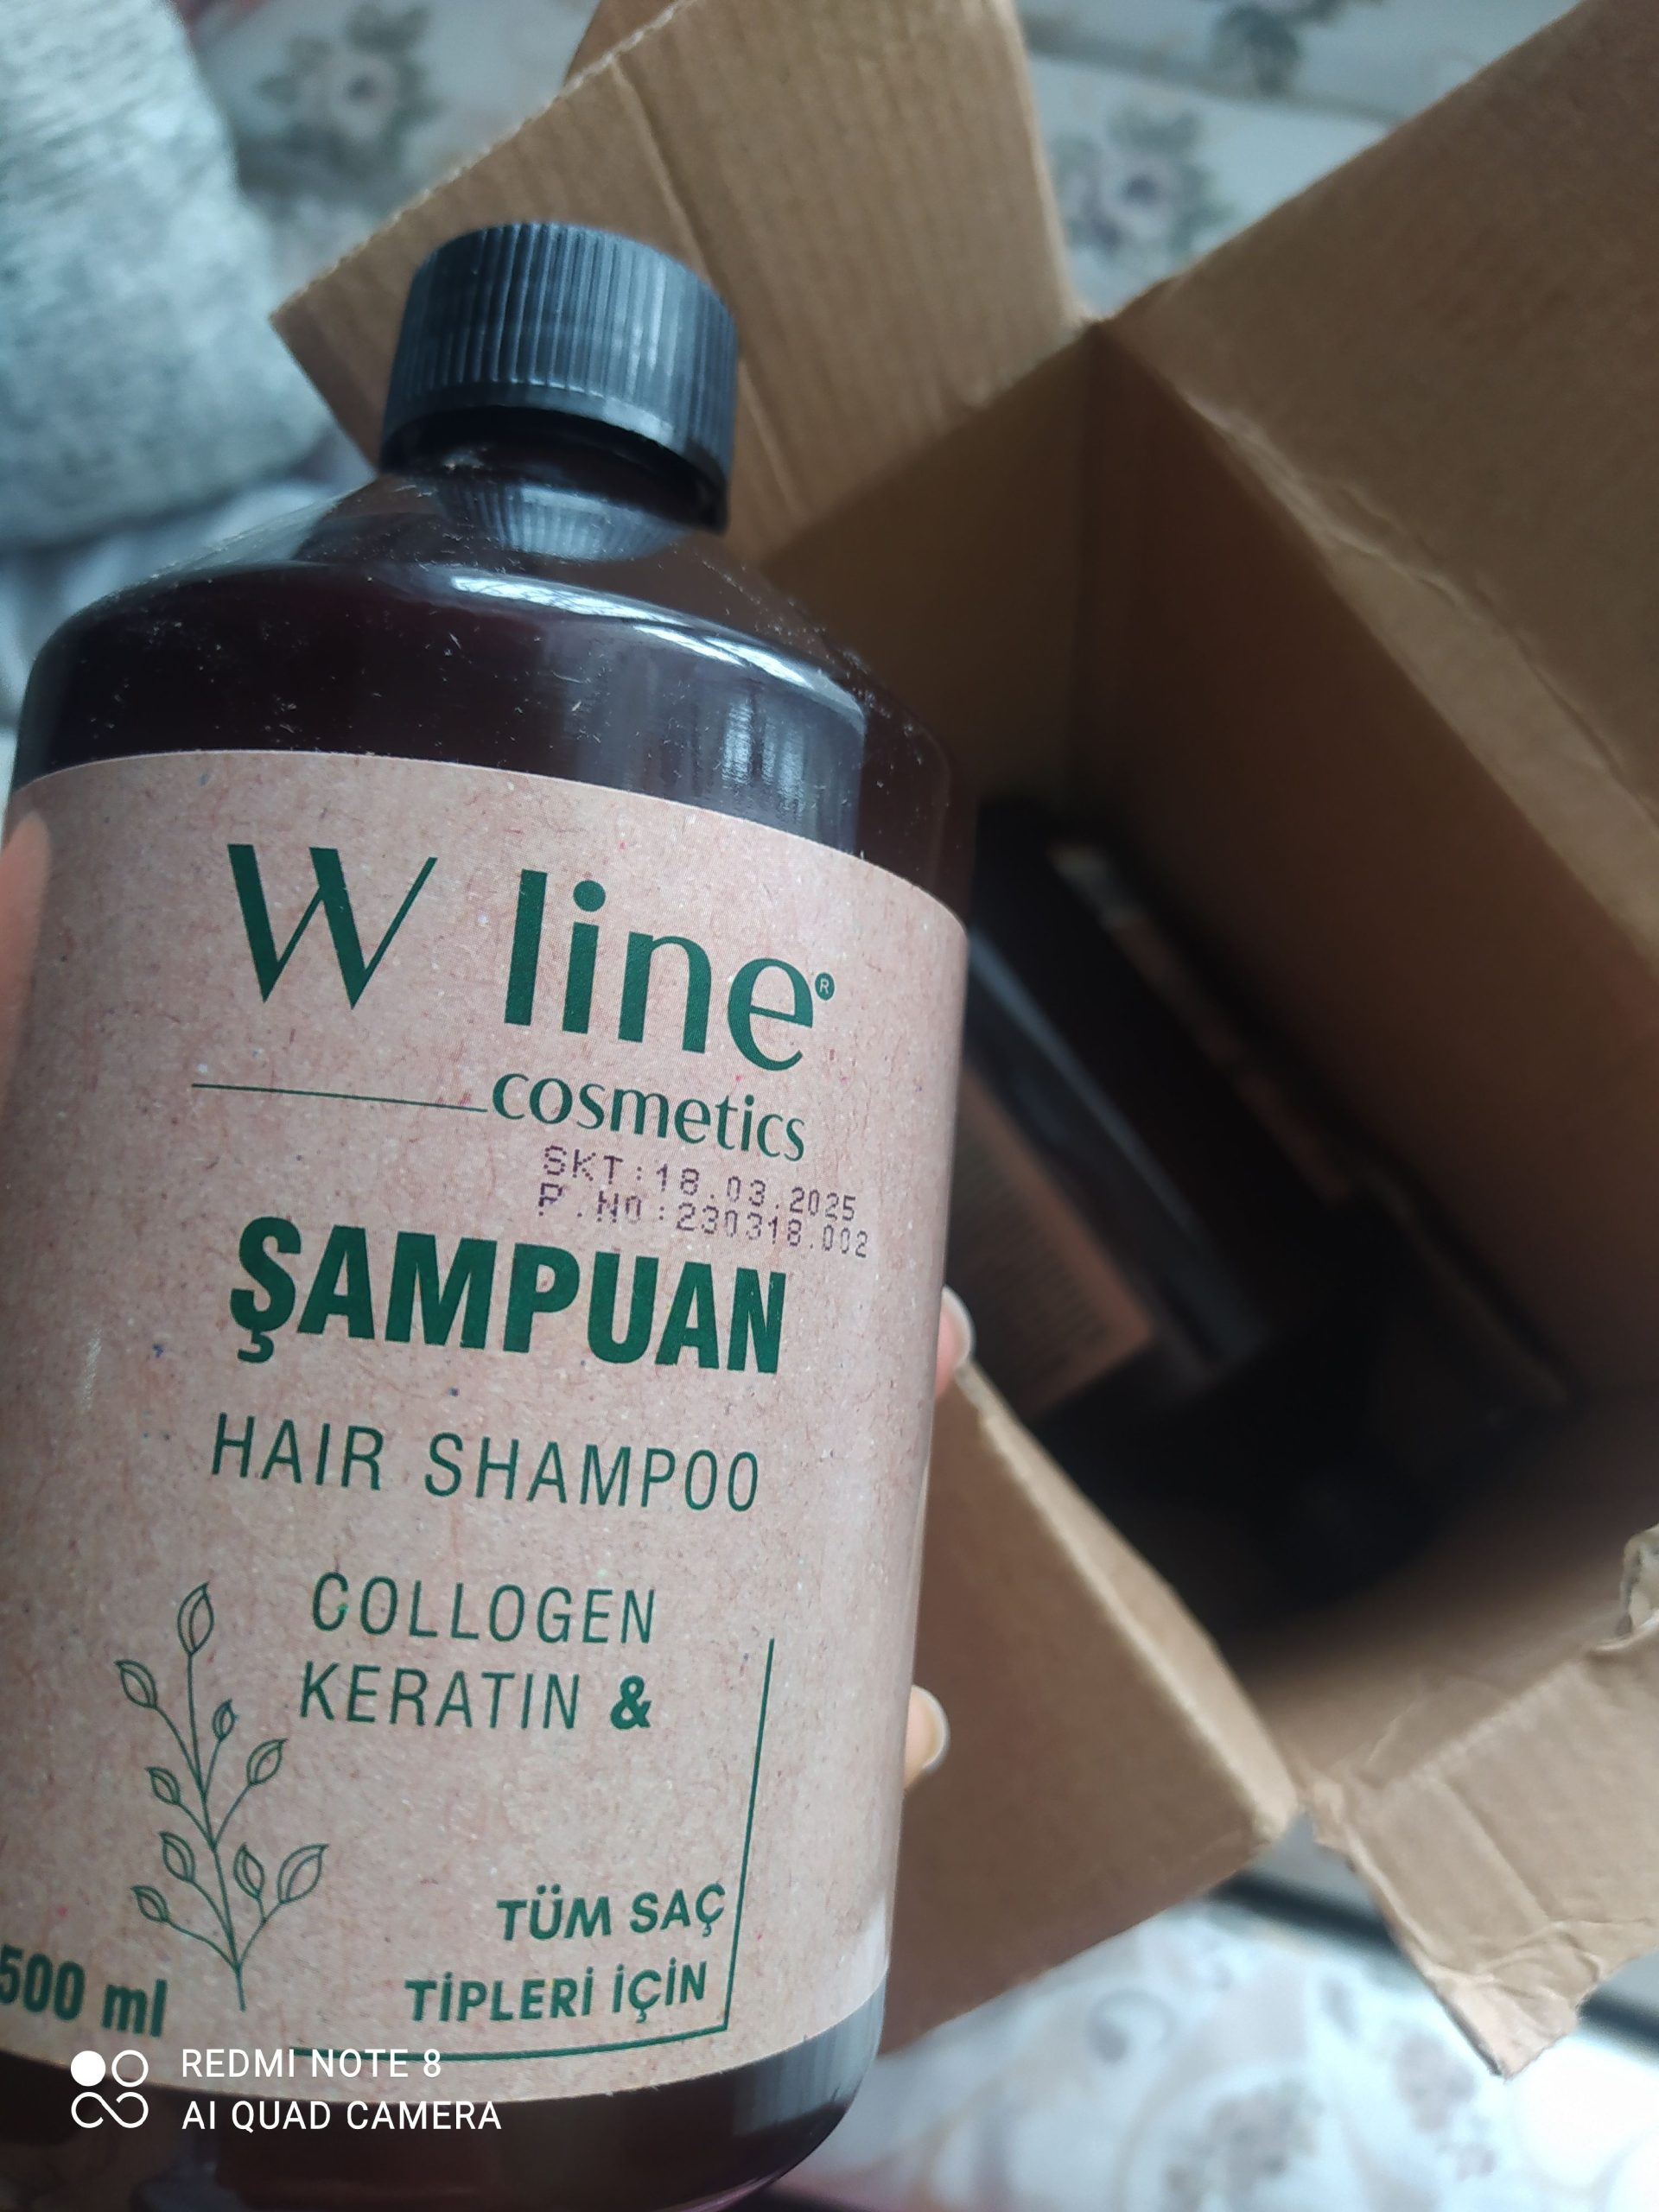 W line®
cosmetics
SKT:18.03.2025
P.NO:230318.002
ŞAMPUAN
HAIR SHAMPOO
COLLOGEN
KERATIN &
TÜM SAÇ
TİPLERİ İÇİN
500 ml
REDMI NOTE 8
AI QUAD CAMERA